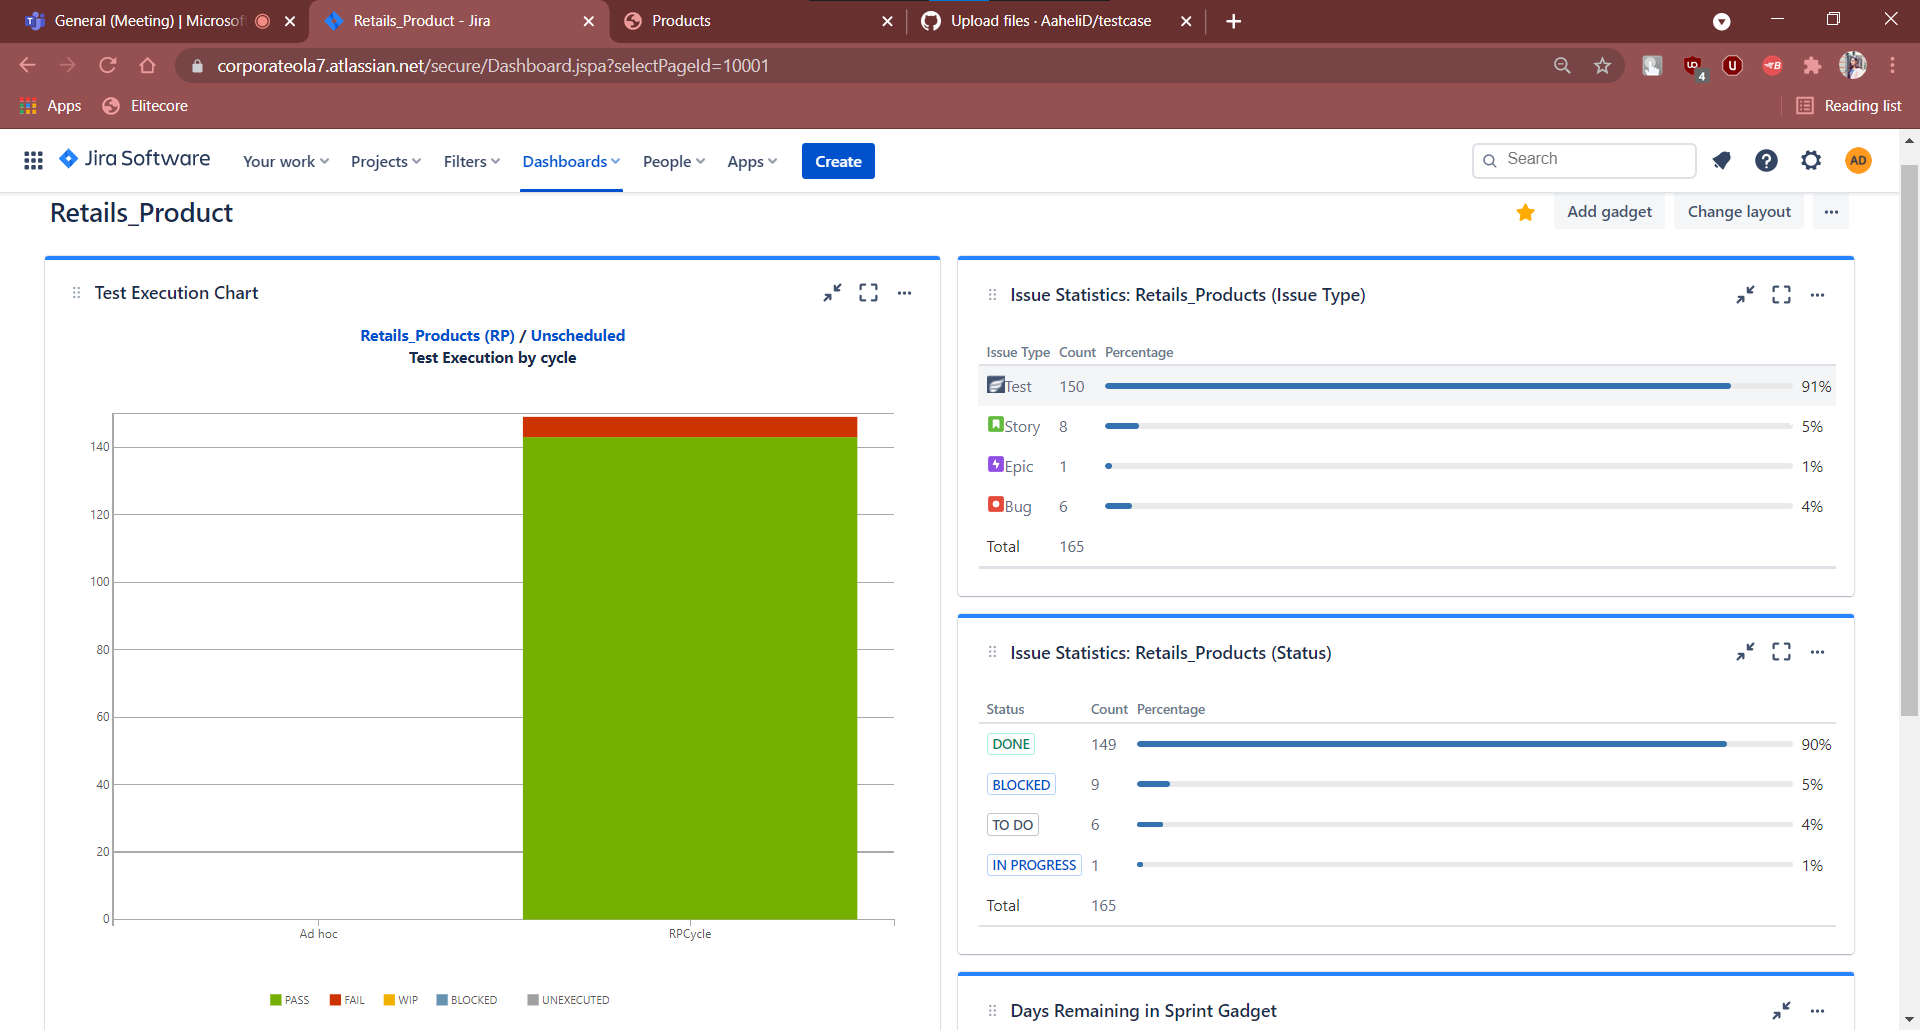 General (Meeting) | Microsof
Retails_Product - Jira
Products
Upload files · AaheliD/testcase
corporateola7.atlassian.net/secure/Dashboard.jspa?selectPageId=10001
UD 4
U
B
Apps
Elitecore
Reading list
Jira Software
Your work
Projects
Filters
Dashboards
People
Apps
Create
Search
AD
Retails_Product
Add gadget
Change layout
Test Execution Chart
Retails_Products (RP) / Unscheduled
Test Execution by cycle
140
120
100
80
60
40
20
0
Ad hoc
RPCycle
PASS FAIL WIP BLOCKED UNEXECUTED
Issue Statistics: Retails_Products (Issue Type)
Issue Type Count Percentage
Test 150 91%
Story 8 5%
Epic 1 1%
Bug 6 4%
Total 165
Issue Statistics: Retails_Products (Status)
Status Count Percentage
DONE 149 90%
BLOCKED 9 5%
TO DO 6 4%
IN PROGRESS 1 1%
Total 165
Days Remaining in Sprint Gadget